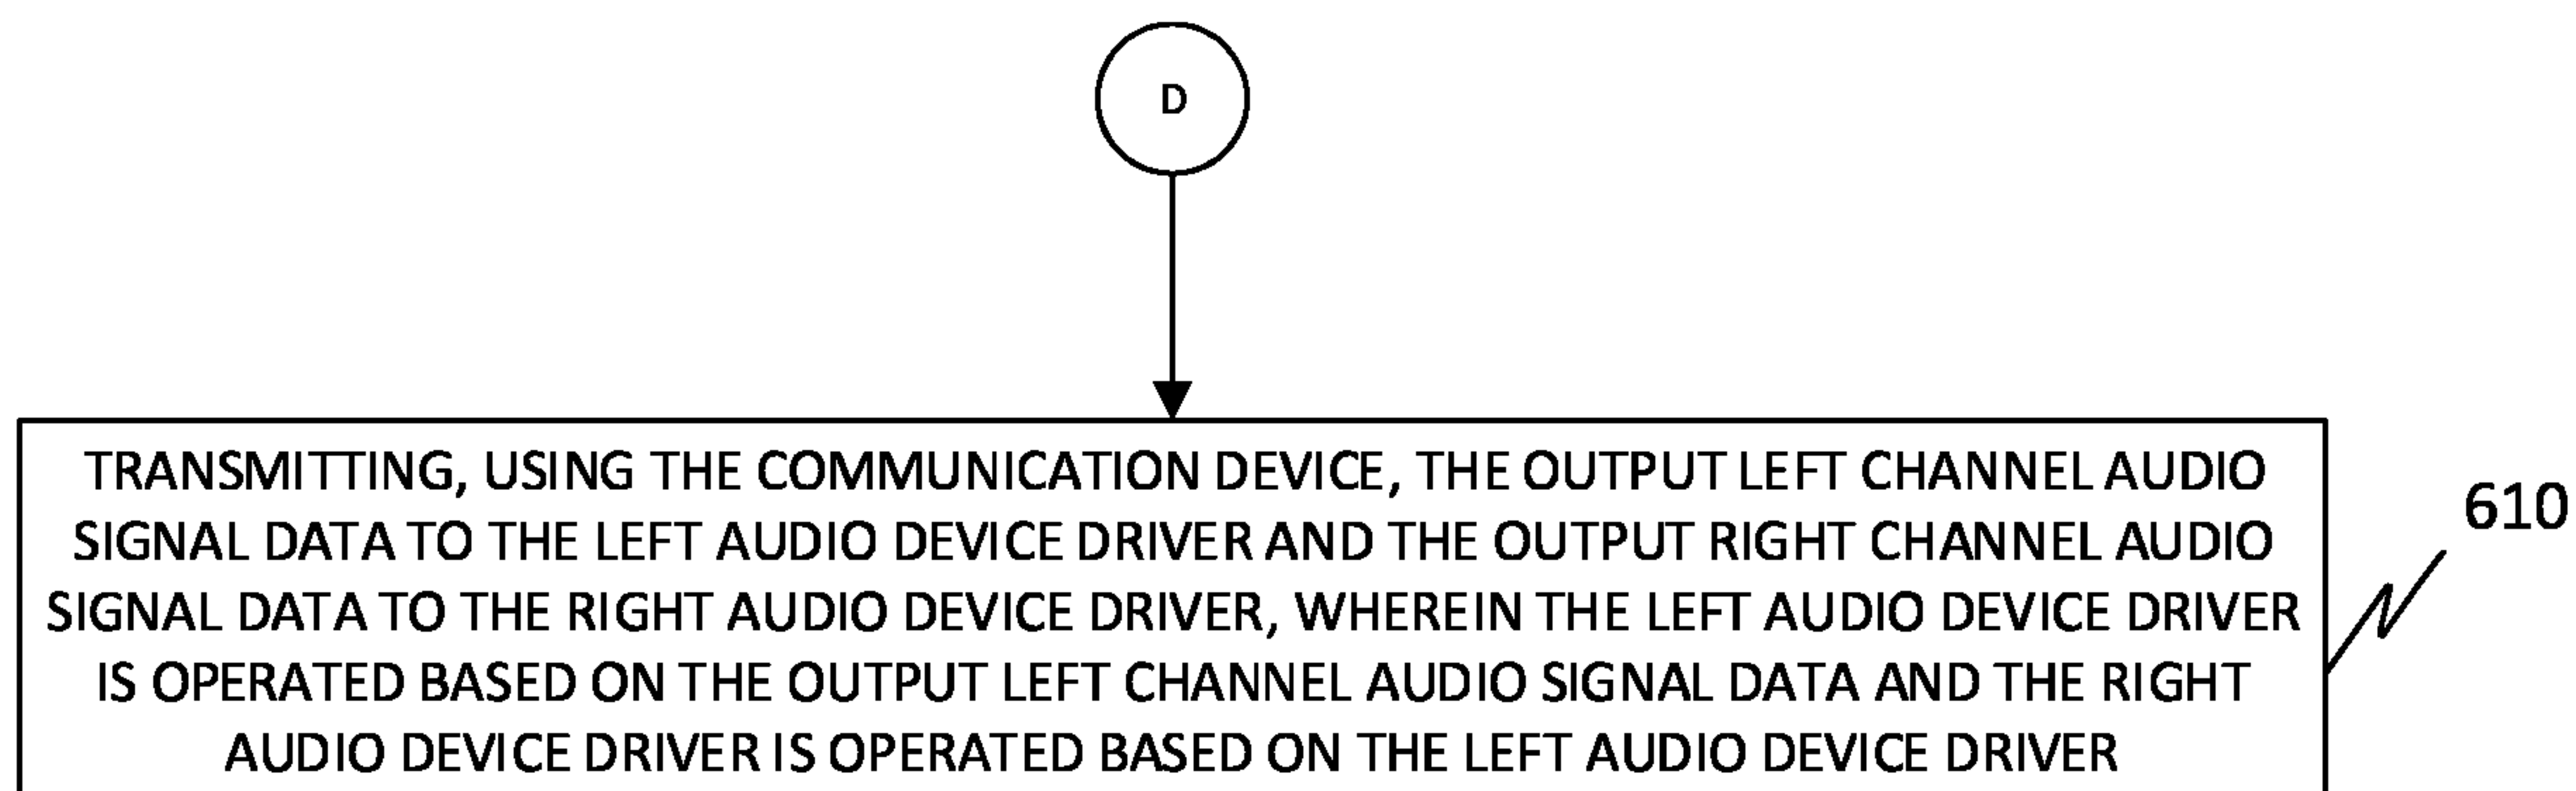 D
TRANSMITTING, USING THE COMMUNICATION DEVICE, THE OUTPUT LEFT CHANNEL AUDIO
SIGNAL DATA TO THE LEFT AUDIO DEVICE DRIVER AND THE OUTPUT RIGHT CHANNEL AUDIO
SIGNAL DATA TO THE RIGHT AUDIO DEVICE DRIVER, WHEREIN THE LEFT AUDIO DEVICE DRIVER
IS OPERATED BASED ON THE OUTPUT LEFT CHANNEL AUDIO SIGNAL DATA AND THE RIGHT
AUDIO DEVICE DRIVER IS OPERATED BASED ON THE LEFT AUDIO DEVICE DRIVER
610